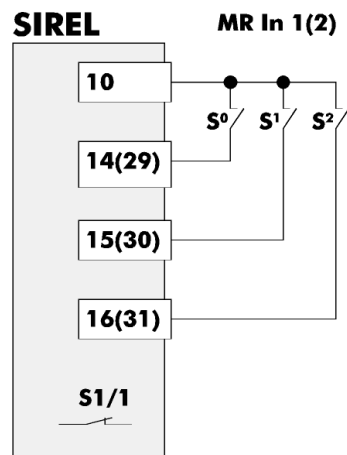 SIREL MR In 1(2)
10
S⁰ S¹ S²
14(29)
15(30)
16(31)
S1/1